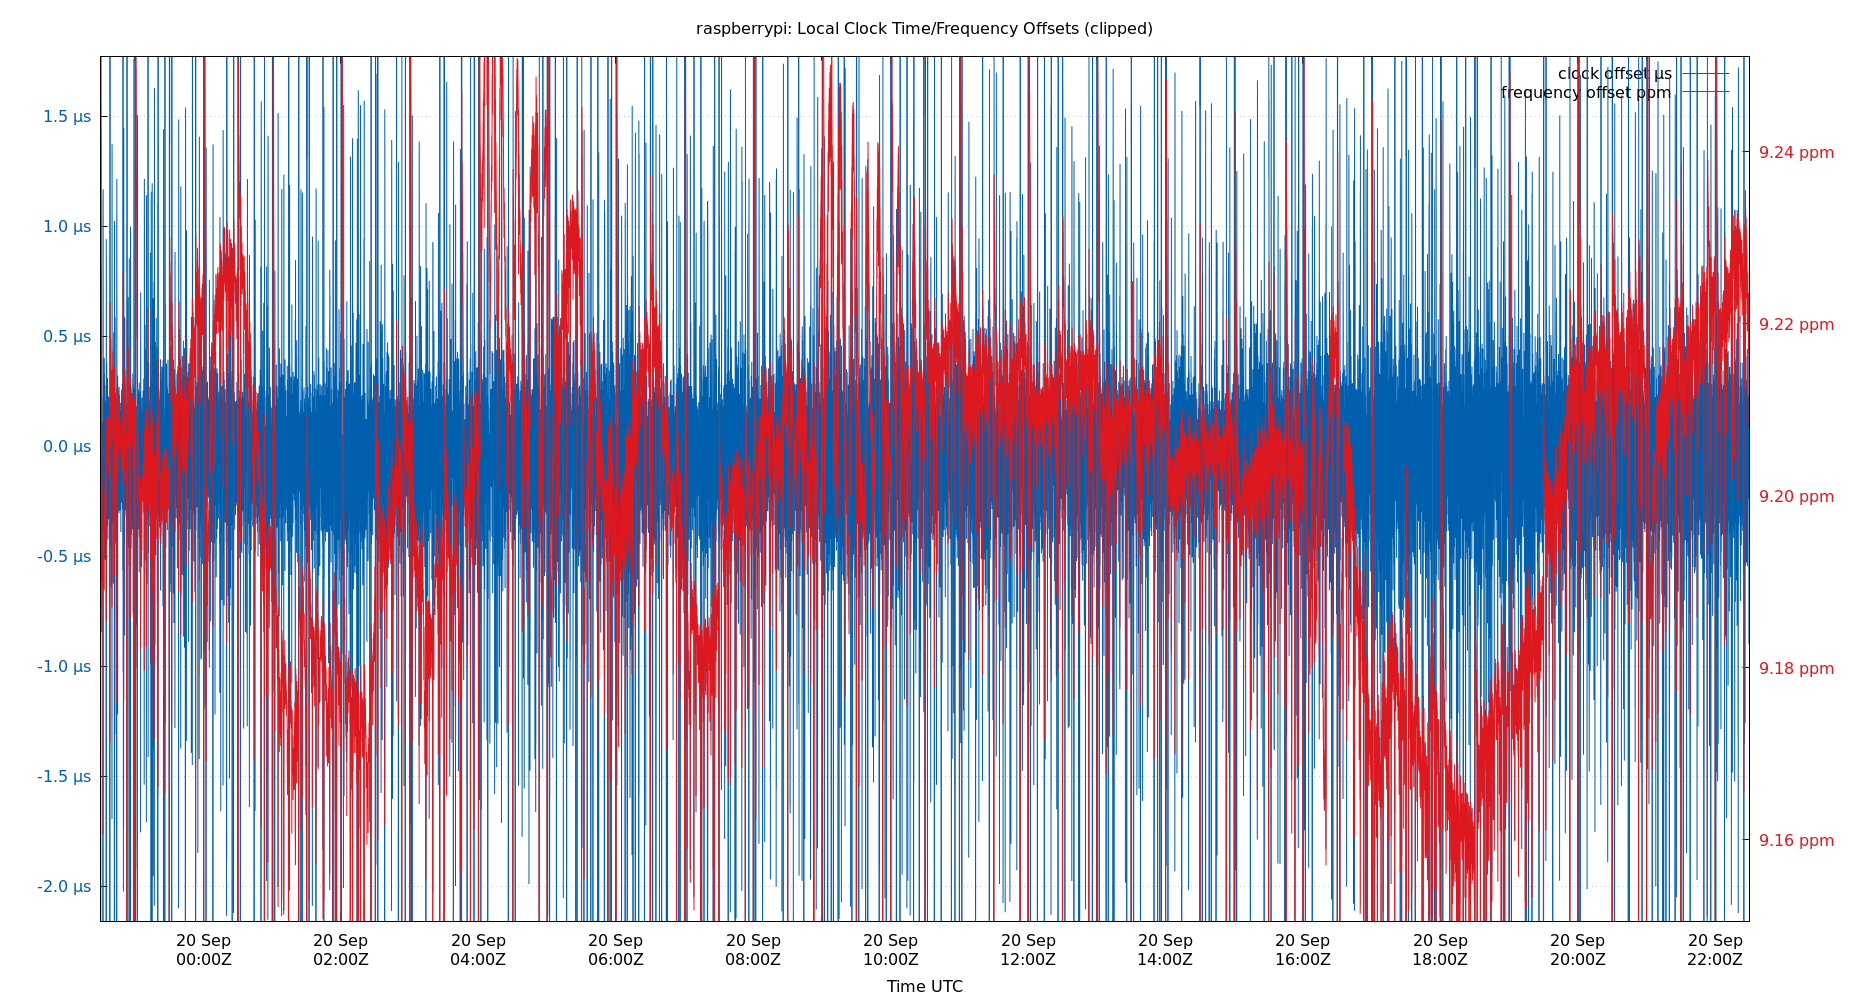 raspberrypi: Local Clock Time/Frequency Offsets (clipped)
clock offset µs
frequency offset ppm
1.5 µs
1.0 µs
0.5 µs
0.0 µs
-0.5 µs
-1.0 µs
-1.5 µs
-2.0 µs
9.24 ppm
9.22 ppm
9.20 ppm
9.18 ppm
9.16 ppm
20 Sep 20 Sep 20 Sep 20 Sep 20 Sep 20 Sep 20 Sep 20 Sep 20 Sep 20 Sep 20 Sep 20 Sep
00:00Z 02:00Z 04:00Z 06:00Z 08:00Z 10:00Z 12:00Z 14:00Z 16:00Z 18:00Z 20:00Z 22:00Z
Time UTC